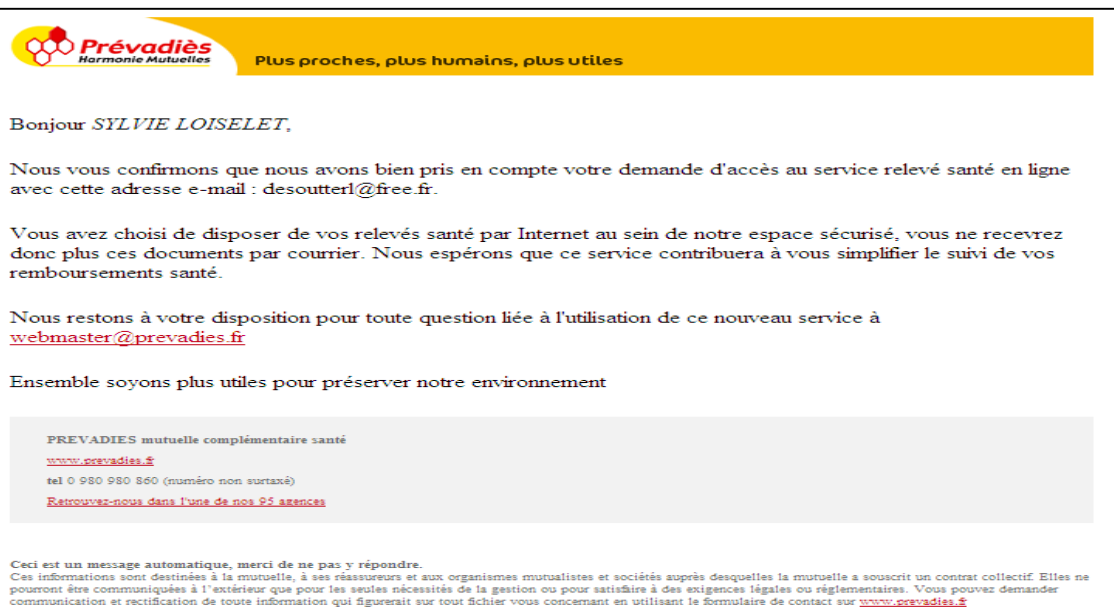 Prévadiès
Harmonie Mutuelles
Plus proches, plus humains, plus utiles
Bonjour SYLVIE LOISELET,
Nous vous confirmons que nous avons bien pris en compte votre demande d'accès au service relevé santé en ligne
avec cette adresse e-mail : desoutterl@free.fr.
Vous avez choisi de disposer de vos relevés santé par Internet au sein de notre espace sécurisé, vous ne recevrez
donc plus ces documents par courrier. Nous espérons que ce service contribuera à vous simplifier le suivi de vos
remboursements santé.
Nous restons à votre disposition pour toute question liée à l'utilisation de ce nouveau service à
webmaster@prevadies.fr
Ensemble soyons plus utiles pour préserver notre environnement
PREVADIES mutuelle complémentaire santé
www.prevadies.fr
tel 0 980 980 860 (numéro non surtaxé)
Retrouvez-nous dans l'une de nos 95 agences
Ceci est un message automatique, merci de ne pas y répondre.
Ces informations sont destinées à la mutuelle, à ses réassureurs et aux organismes mutualistes et sociétés auprès desquelles la mutuelle a souscrit un contrat collectif. Elles ne
pourront être communiquées à l'extérieur que pour les seules nécessités de la gestion ou pour satisfaire à des exigences légales ou règlementaires. Vous pouvez demander
communication et rectification de toute information qui figurerait sur tout fichier vous concernant en utilisant le formulaire de contact sur www.prevadies.fr